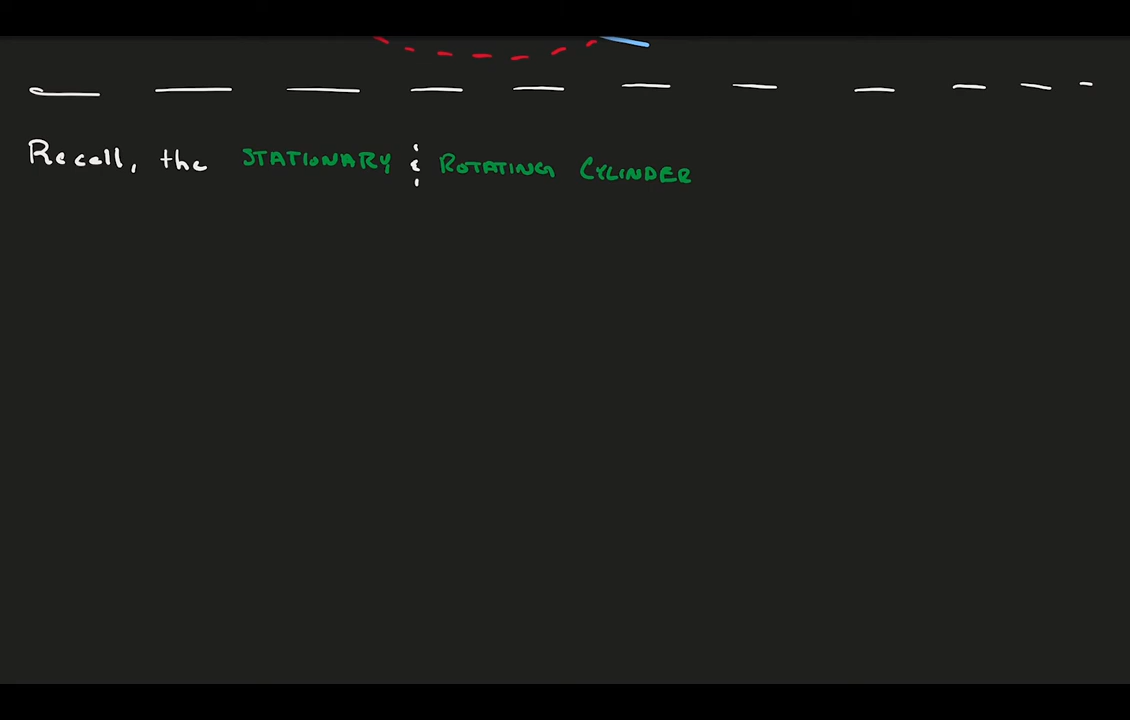 Recall, the STATIONARY & ROTATING CYLINDER